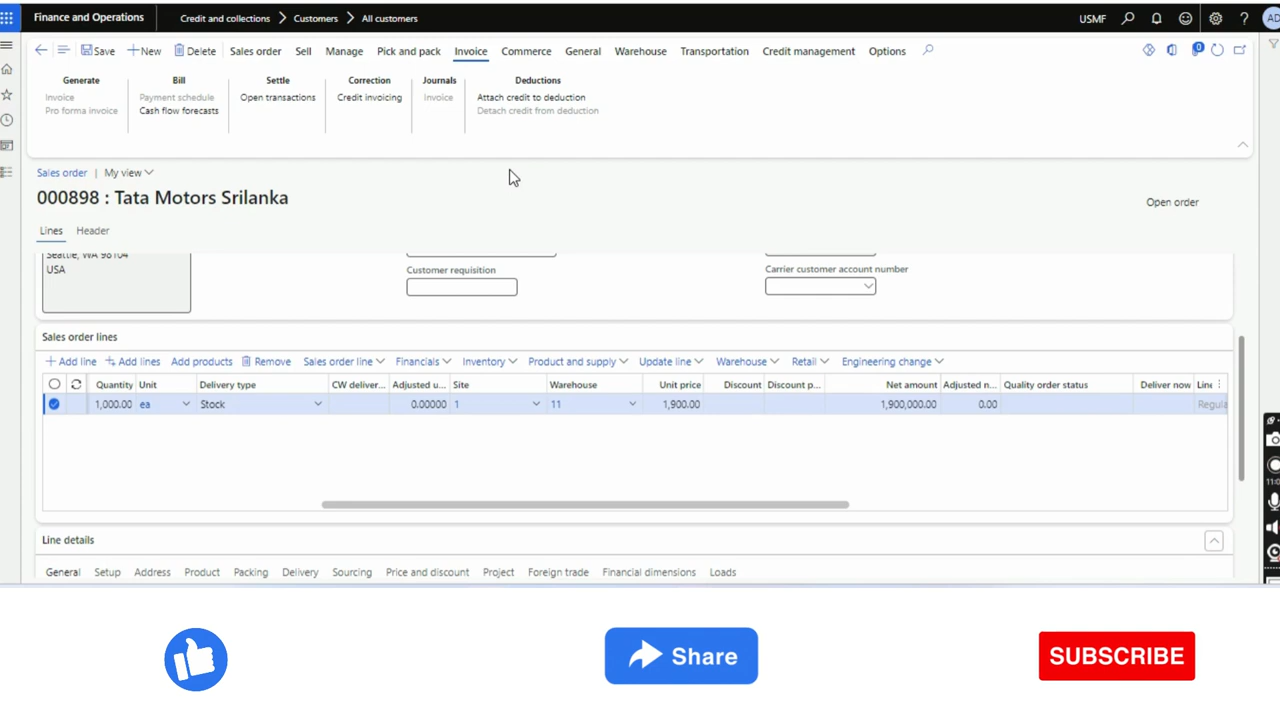 Finance and Operations Credit and collections Customers All customers USMF ? AD
Save New Delete Sales order Sell Manage Pick and pack Invoice Commerce General Warehouse Transportation Credit management Options 0
Generate Bill Settle Correction Journals Deductions
Invoice Payment schedule Open transactions Credit invoicing Invoice Attach credit to deduction
Pro forma invoice Cash flow forecasts Detach credit from deduction
Sales order | My view
000898 : Tata Motors Srilanka
Open order
Lines Header
Seattle, WA 98104
USA
Customer requisition Carrier customer account number
Sales order lines
Add line Add lines Add products Remove Sales order line Financials Inventory Product and supply Update line Warehouse Retail Engineering change
Quantity Unit Delivery type CW deliver... Adjusted u... Site Warehouse Unit price Discount Discount p... Net amount Adjusted n... Quality order status Deliver now Line
1,000.00 ea Stock 0.00000 1 11 1,900.00 1,900,000.00 0.00 Regula
Line details
General Setup Address Product Packing Delivery Sourcing Price and discount Project Foreign trade Financial dimensions Loads
Share
SUBSCRIBE